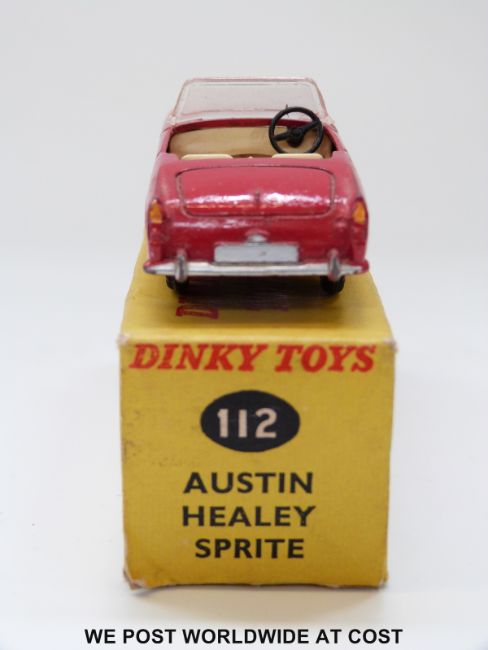 DINKY TOYS
112
AUSTIN
HEALEY
SPRITE
WE POST WORLDWIDE AT COST